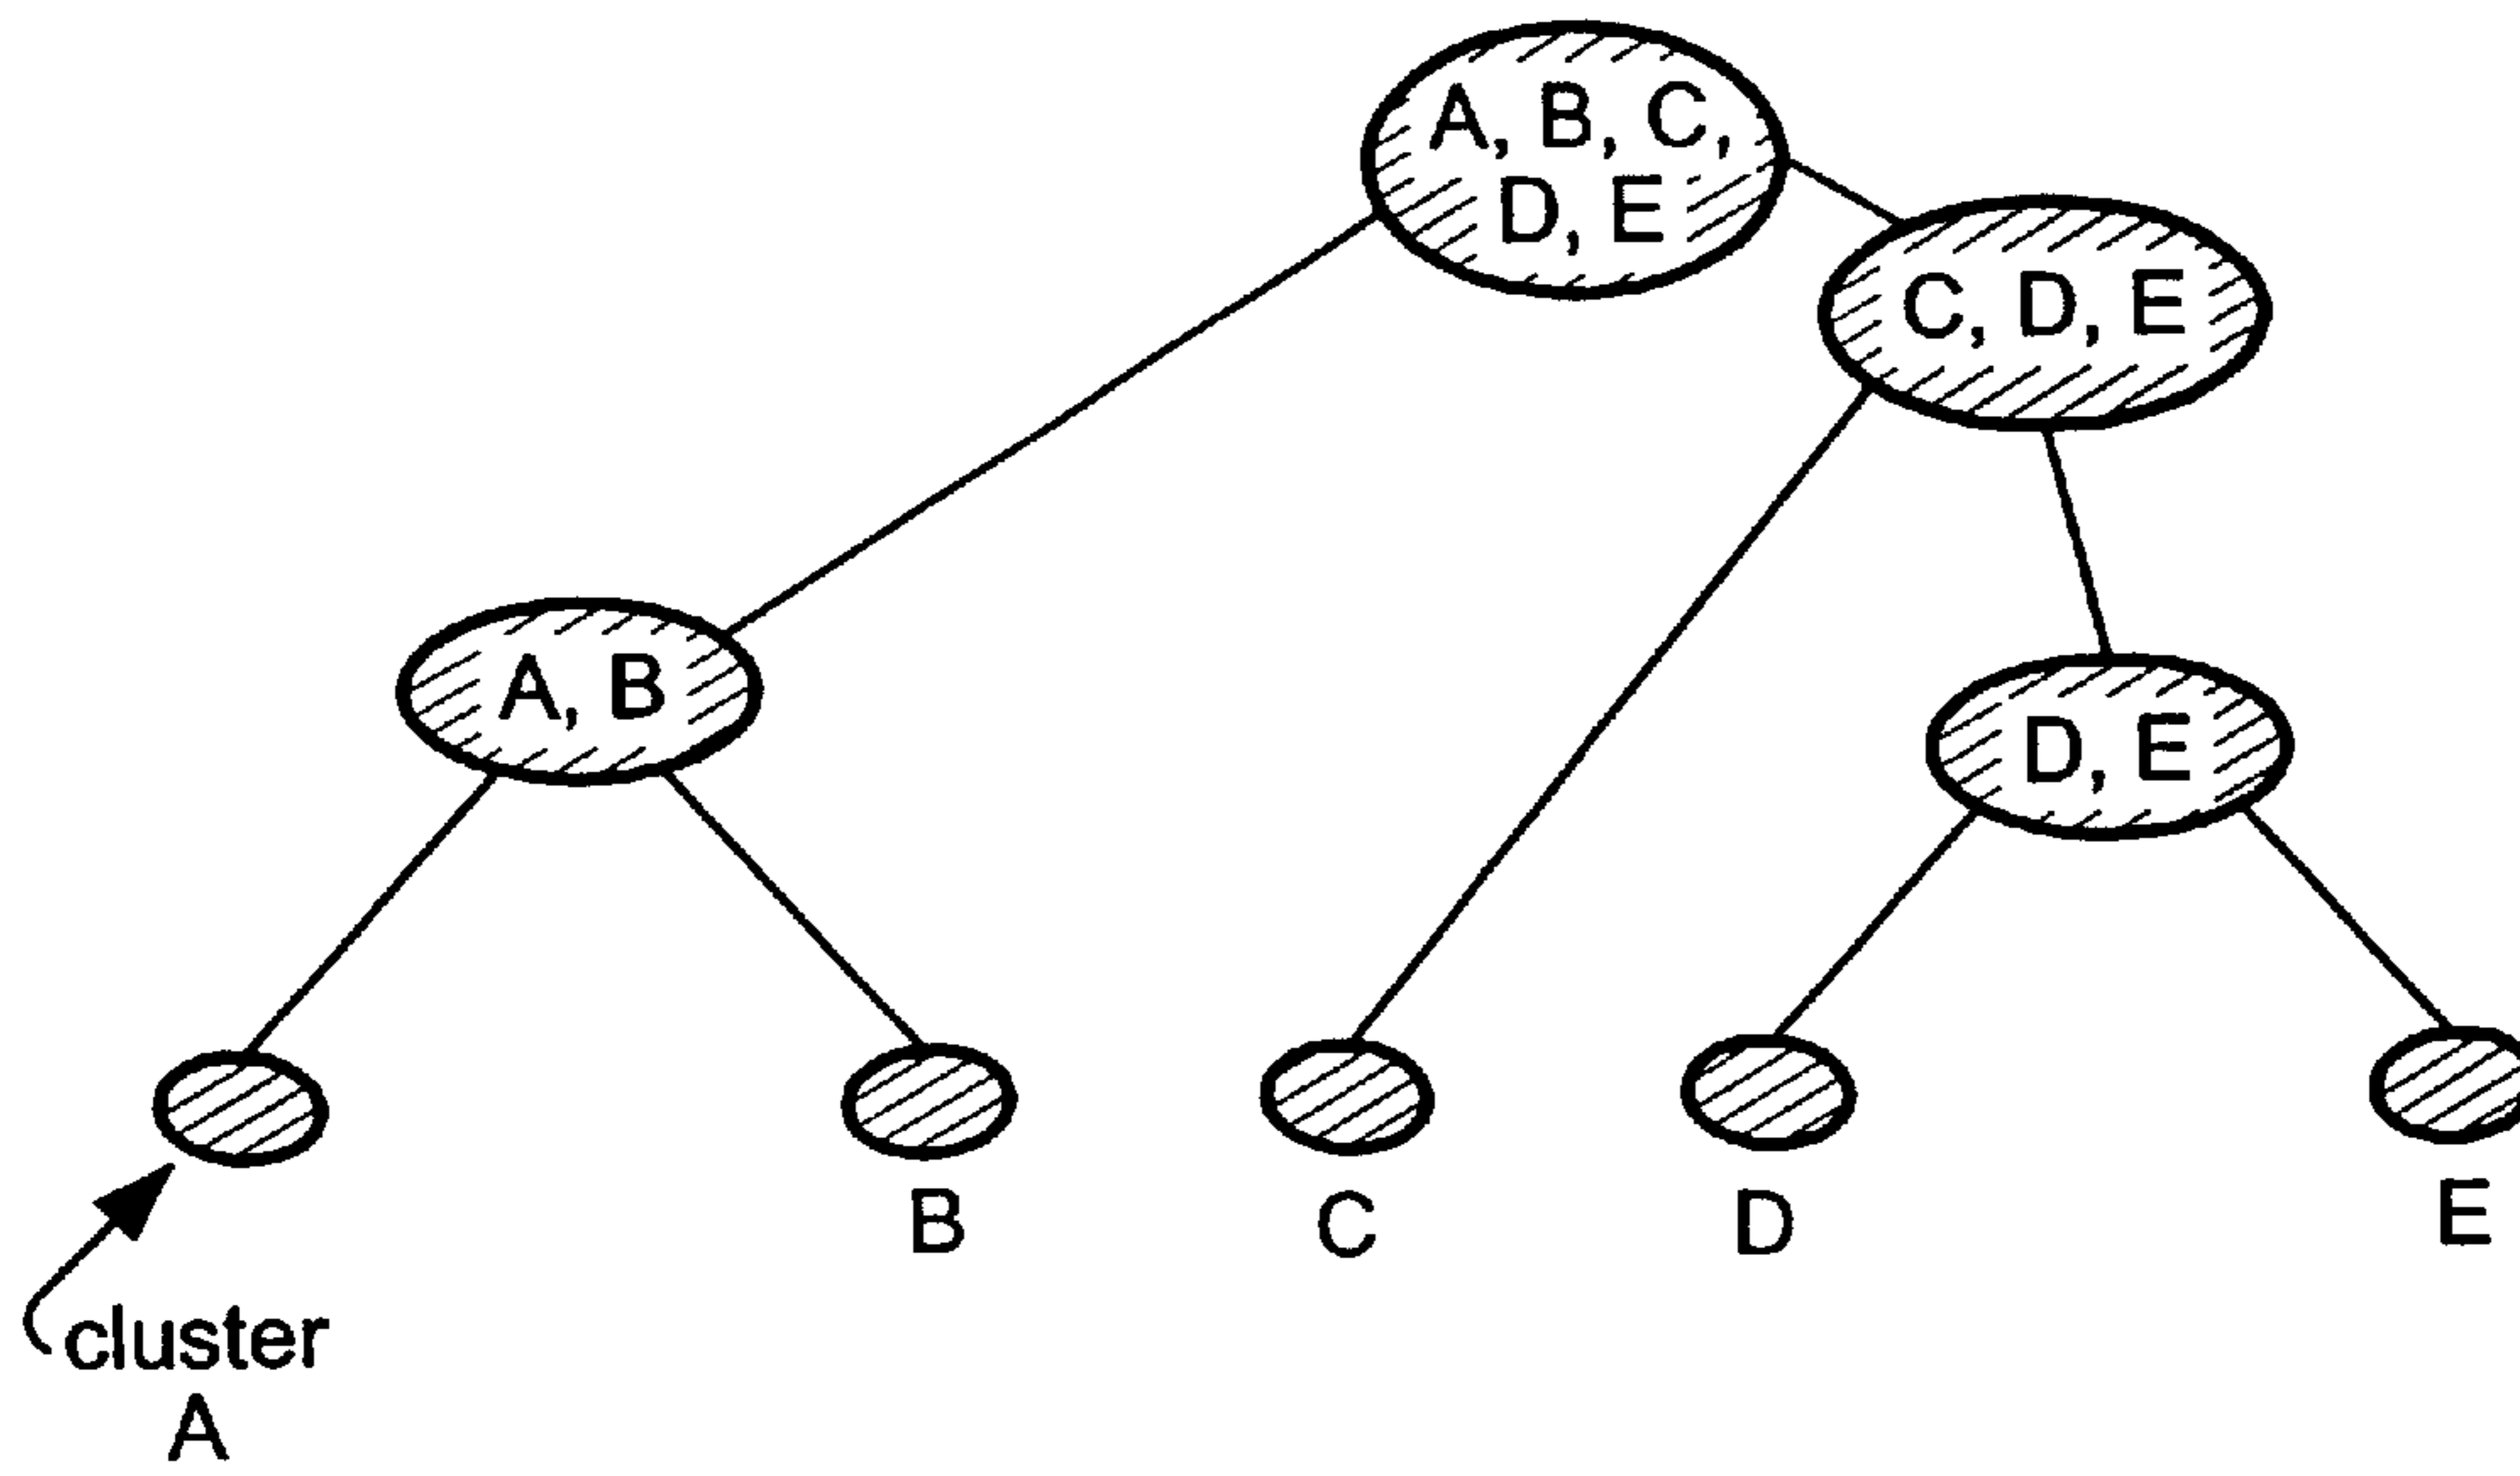 A, B, C,
D, E
C, D, E
A, B
D, E
B
C
D
E
cluster
A